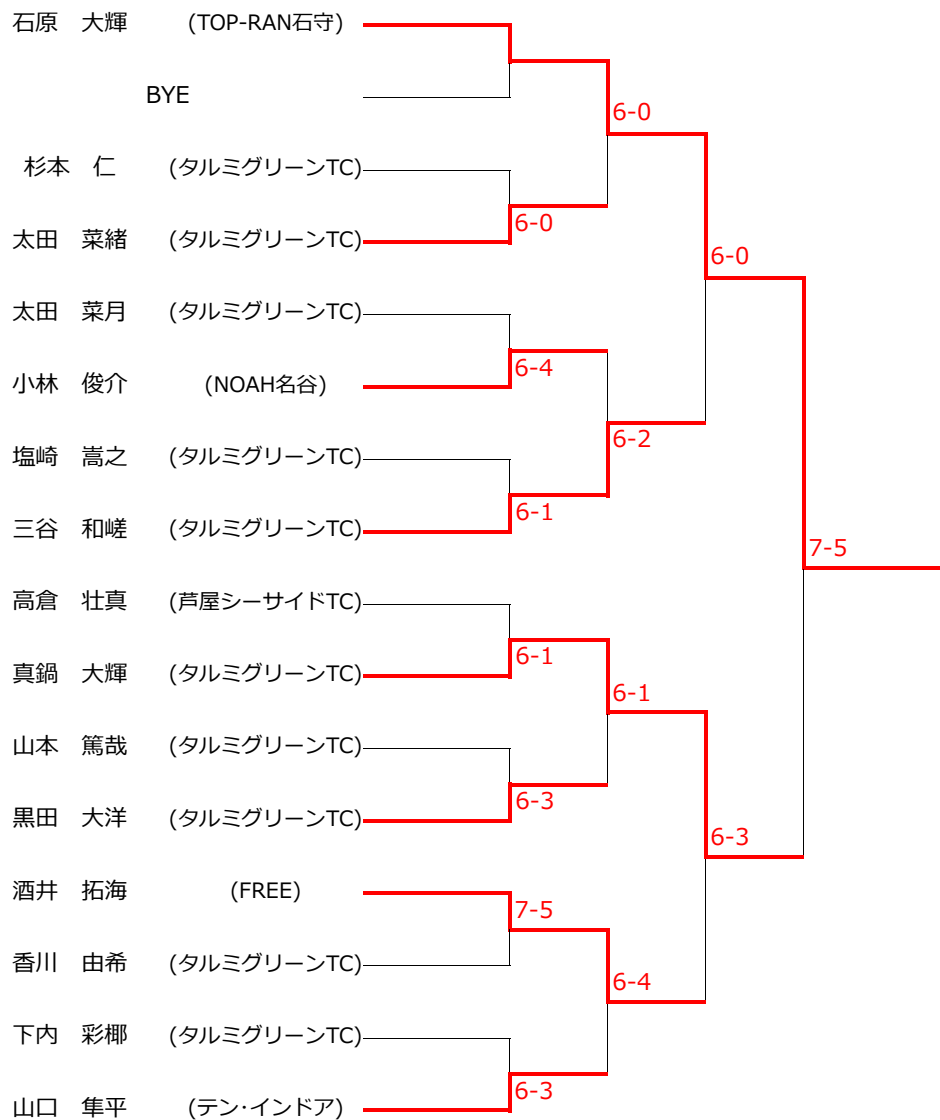 石原　大輝　(TOP-RAN石守)
BYE
6-0
杉本　仁　(タルミグリーンTC)
6-0
太田　菜緒　(タルミグリーンTC)
6-0
太田　菜月　(タルミグリーンTC)
6-4
小林　俊介　(NOAH名谷)
6-2
塩崎　嵩之　(タルミグリーンTC)
6-1
三谷　和嵯　(タルミグリーンTC)
7-5
高倉　壮真　(芦屋シーサイドTC)
6-1
真鍋　大輝　(タルミグリーンTC)
6-1
山本　篤哉　(タルミグリーンTC)
6-3
黒田　大洋　(タルミグリーンTC)
6-3
酒井　拓海　(FREE)
7-5
香川　由希　(タルミグリーンTC)
6-4
下内　彩椰　(タルミグリーンTC)
6-3
山口　隼平　(テン・インドア)